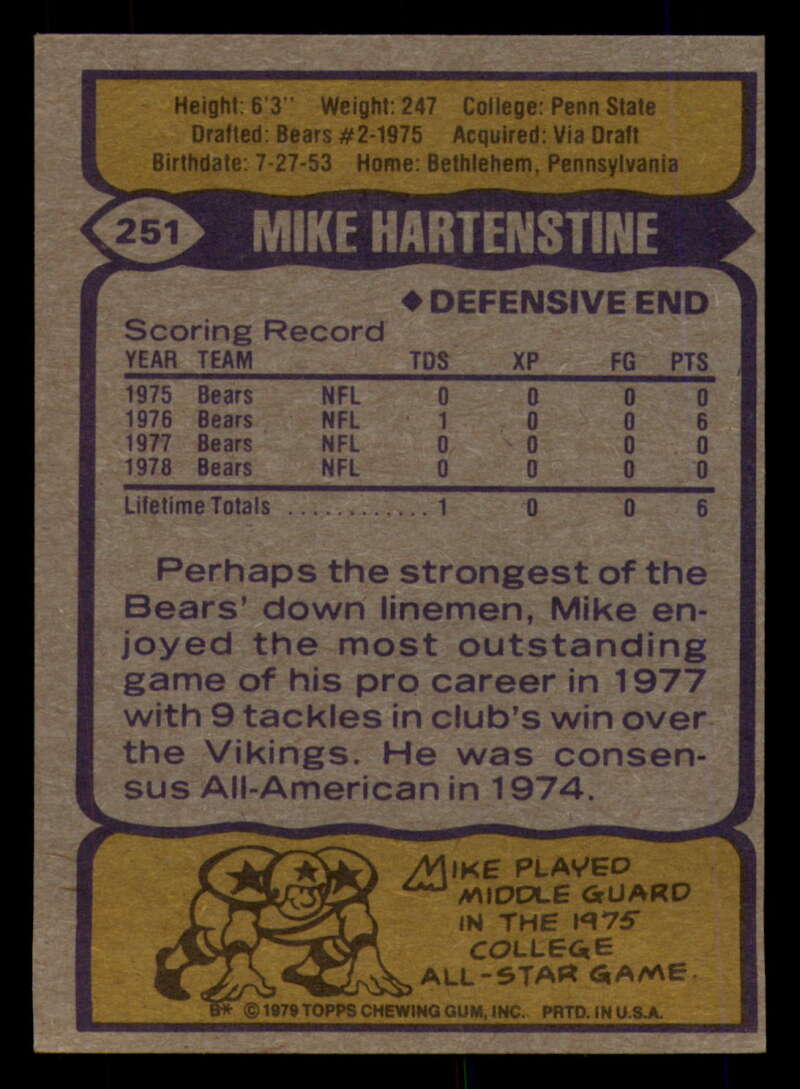 Height: 6'3" Weight: 247 College: Penn State
Drafted: Bears #2-1975 Acquired: Via Draft
Birthdate: 7-27-53 Home: Bethlehem, Pennsylvania
251 MIKE HARTENSTINE
◆ DEFENSIVE END
Scoring Record
YEAR TEAM TDS XP FG PTS
1975 Bears NFL 0 0 0 0
1976 Bears NFL 1 0 0 6
1977 Bears NFL 0 0 0 0
1978 Bears NFL 0 0 0 0
Lifetime Totals ............ 1 0 0 6
Perhaps the strongest of the
Bears' down linemen, Mike en-
joyed the most outstanding
game of his pro career in 1977
with 9 tackles in club's win over
the Vikings. He was consen-
sus All-American in 1974.
MIKE PLAYED
MIDDLE GUARD
IN THE 1975
COLLEGE
ALL-STAR GAME.
B* © 1979 TOPPS CHEWING GUM, INC. PRTD. IN U.S.A.